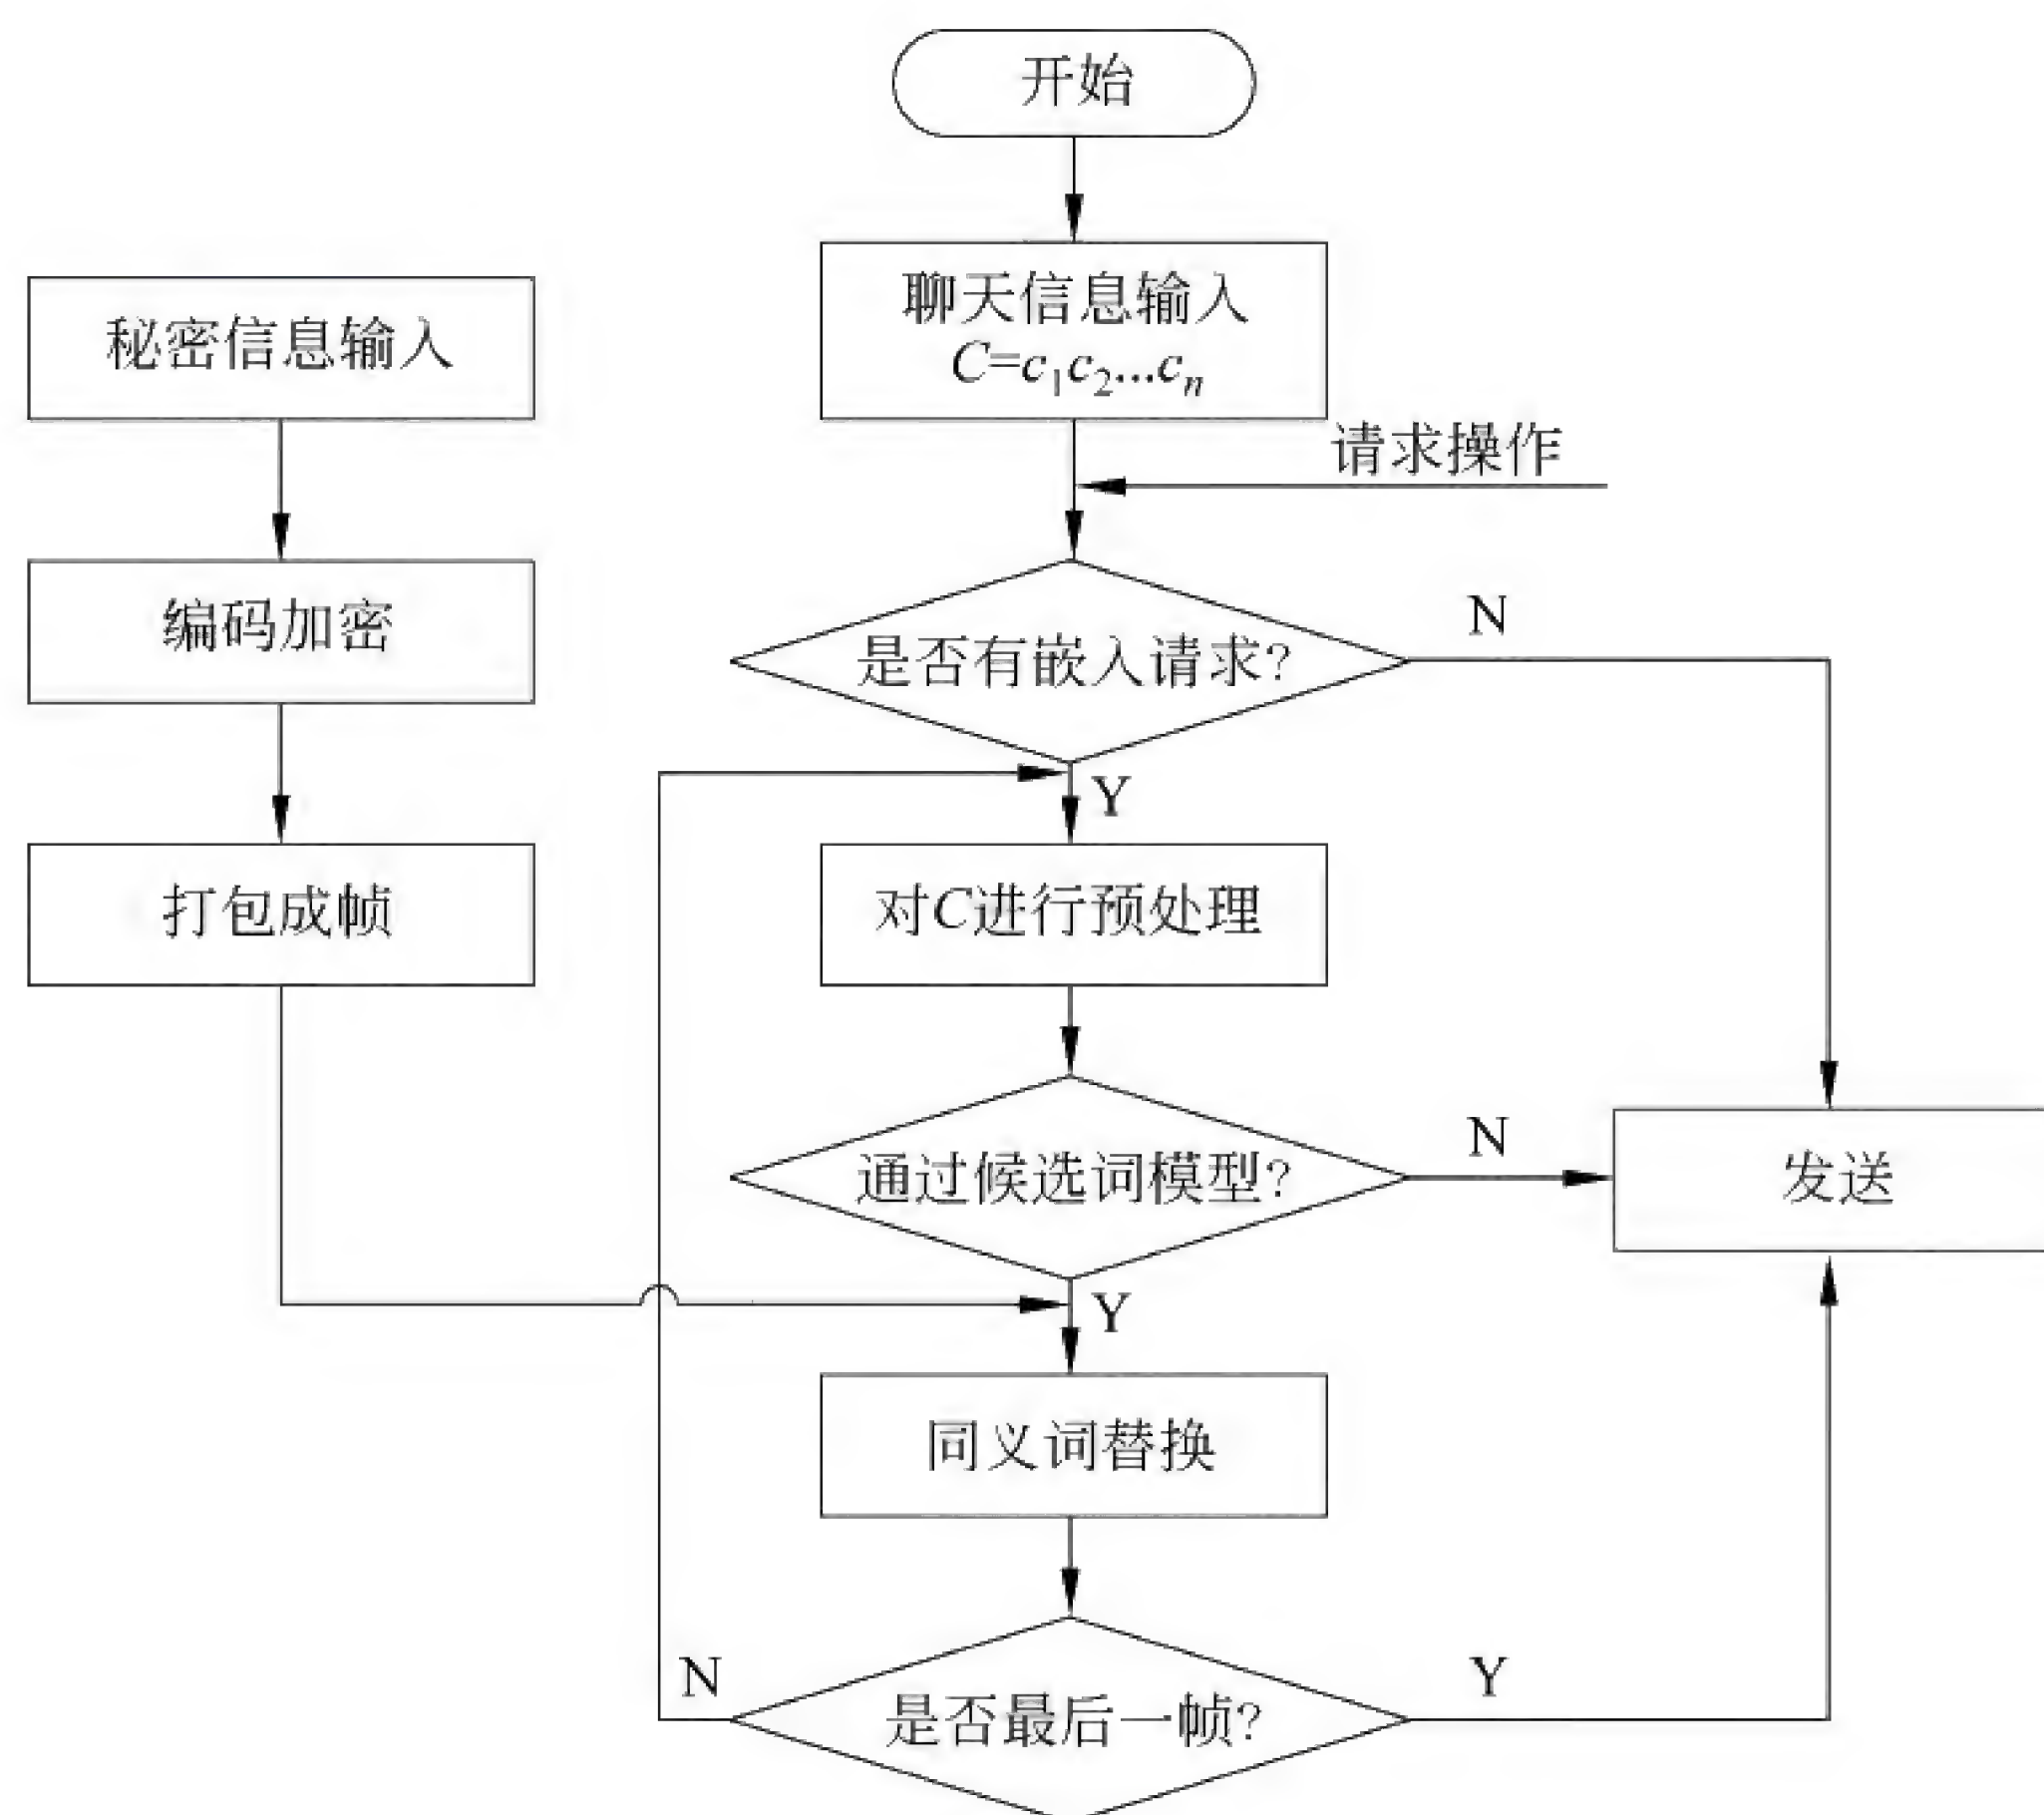 开始
聊天信息输入
C=c₁c₂...cₙ
秘密信息输入
请求操作
编码加密
是否有嵌入请求?
N
Y
打包成帧
对C进行预处理
通过候选词模型?
N
发送
Y
同义词替换
是否最后一帧?
N
Y